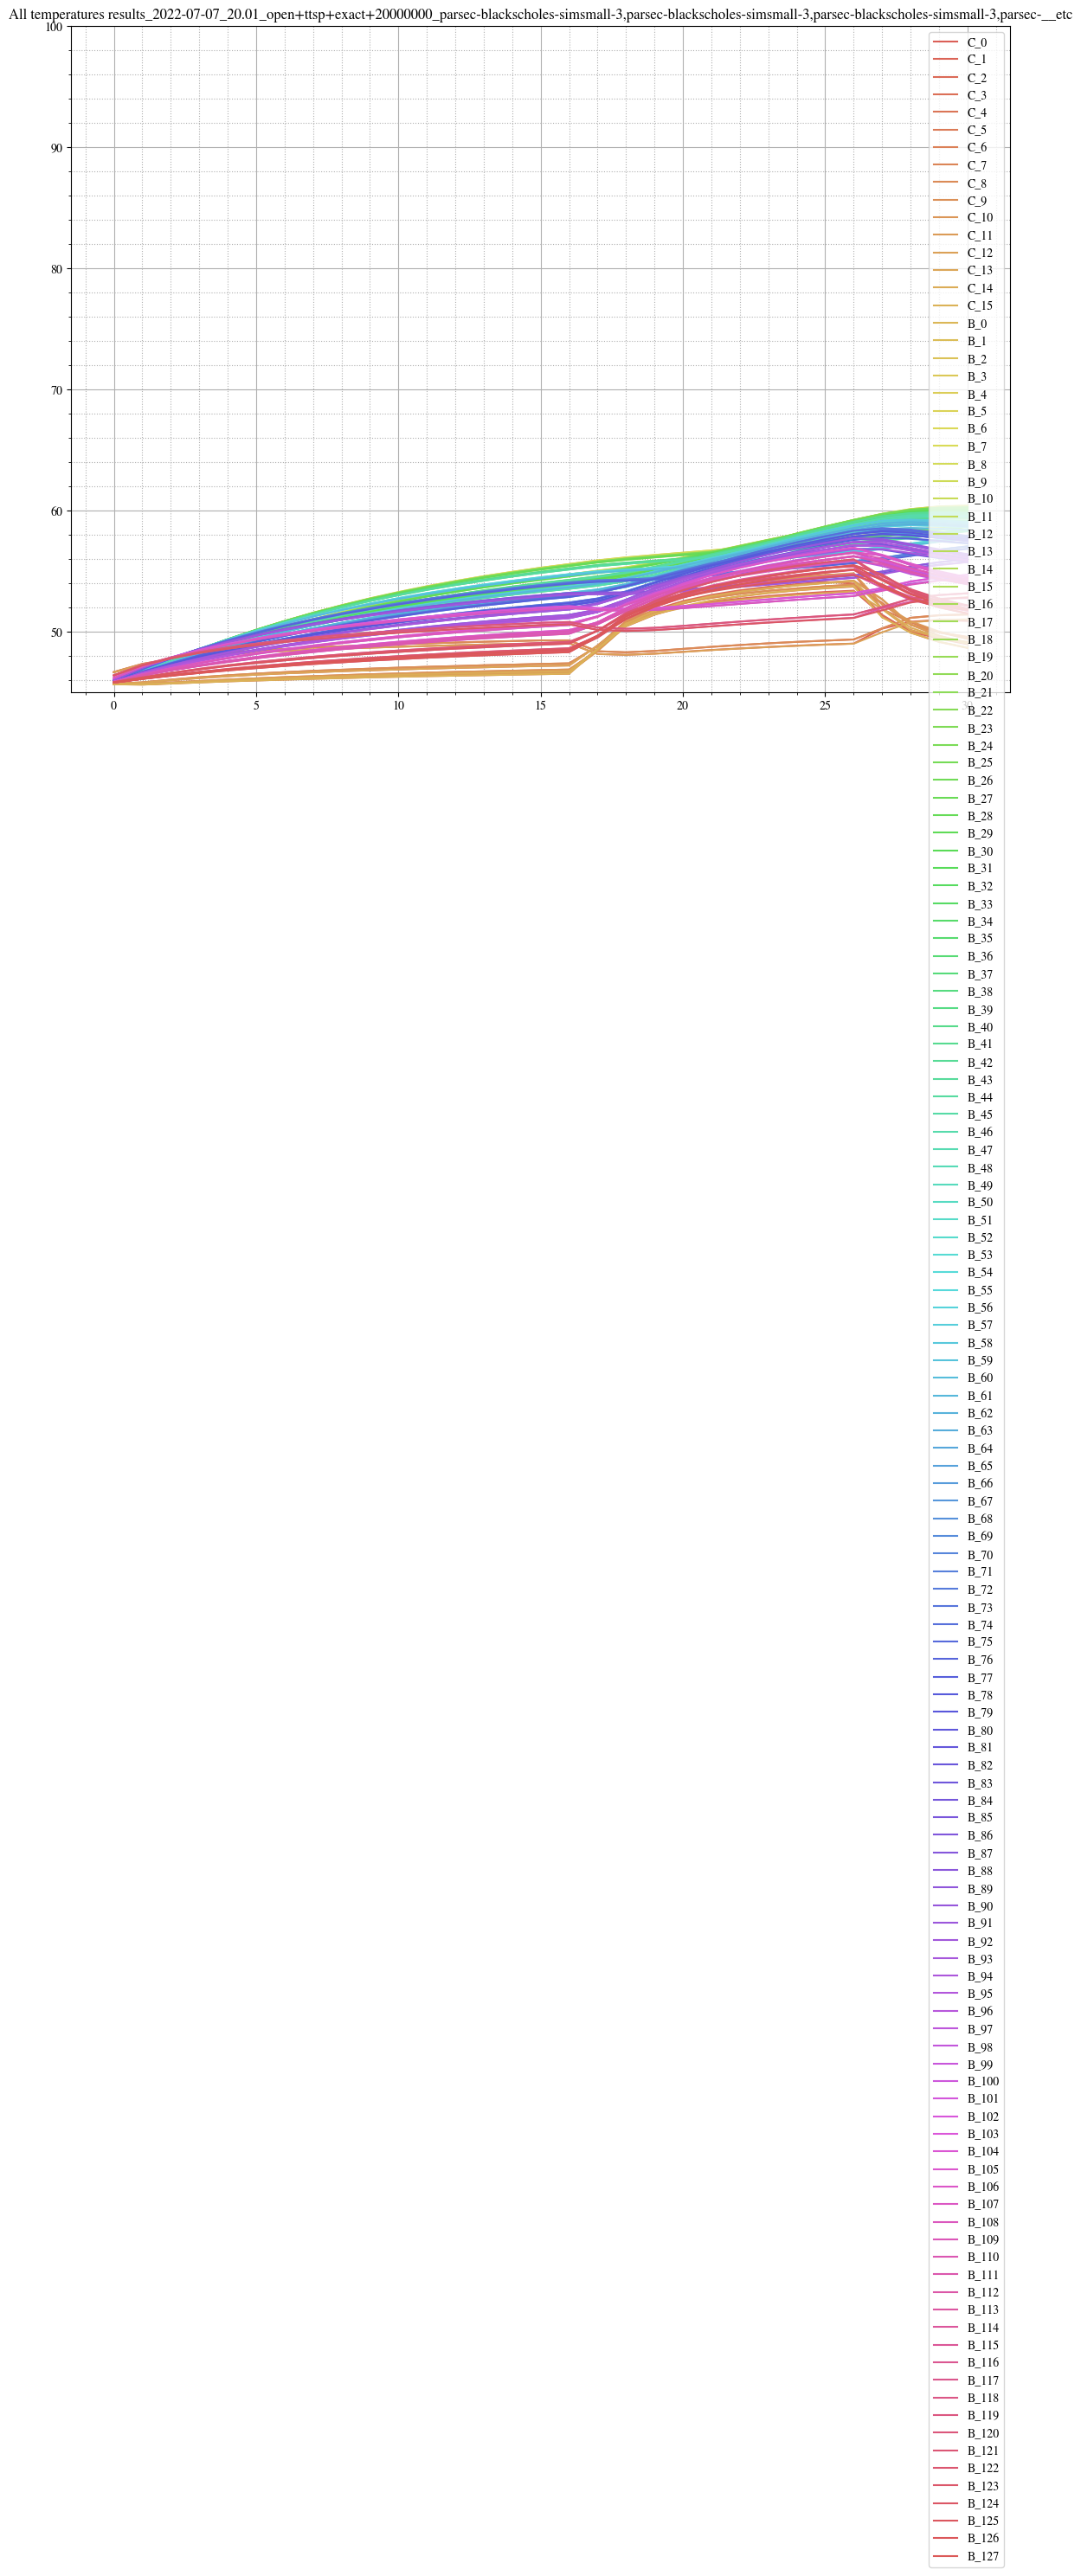 All temperatures results_2022-07-07_20.01_open+ttsp+exact+20000000_parsec-blackscholes-simsmall-3,parsec-blackscholes-simsmall-3,parsec-blackscholes-simsmall-3,parsec-__etc
100
90
80
70
60
50
0
5
10
15
20
25
30
C_0
C_1
C_2
C_3
C_4
C_5
C_6
C_7
C_8
C_9
C_10
C_11
C_12
C_13
C_14
C_15
B_0
B_1
B_2
B_3
B_4
B_5
B_6
B_7
B_8
B_9
B_10
B_11
B_12
B_13
B_14
B_15
B_16
B_17
B_18
B_19
B_20
B_21
B_22
B_23
B_24
B_25
B_26
B_27
B_28
B_29
B_30
B_31
B_32
B_33
B_34
B_35
B_36
B_37
B_38
B_39
B_40
B_41
B_42
B_43
B_44
B_45
B_46
B_47
B_48
B_49
B_50
B_51
B_52
B_53
B_54
B_55
B_56
B_57
B_58
B_59
B_60
B_61
B_62
B_63
B_64
B_65
B_66
B_67
B_68
B_69
B_70
B_71
B_72
B_73
B_74
B_75
B_76
B_77
B_78
B_79
B_80
B_81
B_82
B_83
B_84
B_85
B_86
B_87
B_88
B_89
B_90
B_91
B_92
B_93
B_94
B_95
B_96
B_97
B_98
B_99
B_100
B_101
B_102
B_103
B_104
B_105
B_106
B_107
B_108
B_109
B_110
B_111
B_112
B_113
B_114
B_115
B_116
B_117
B_118
B_119
B_120
B_121
B_122
B_123
B_124
B_125
B_126
B_127